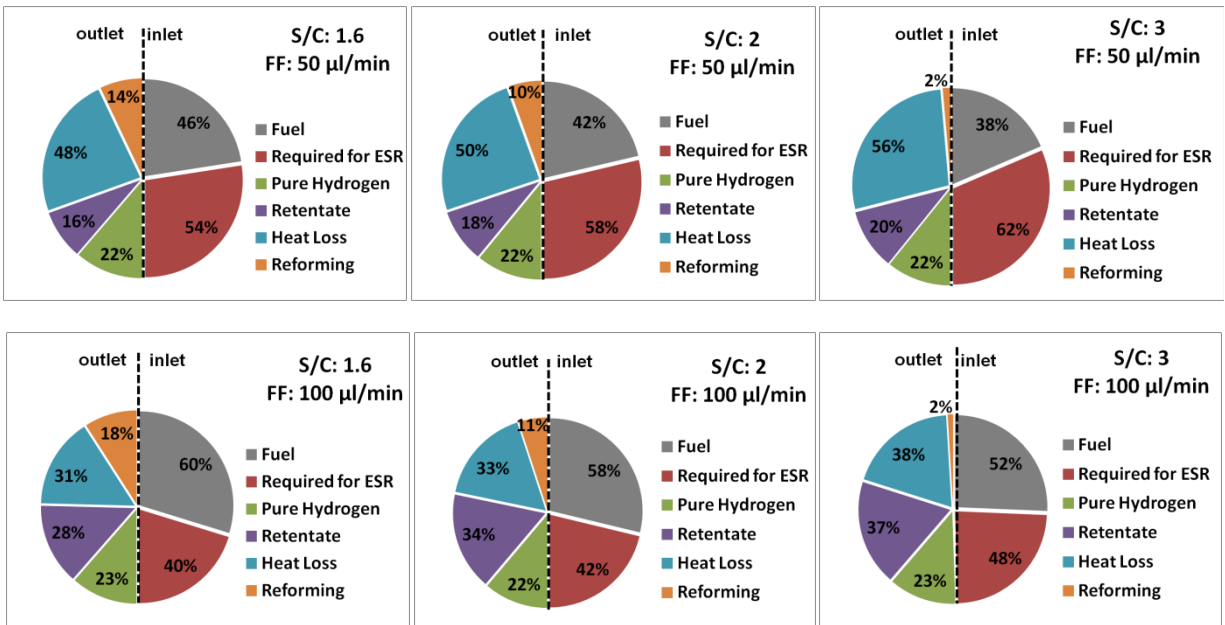 outlet inlet
S/C: 1.6
FF: 50 µl/min
14%
46%
48%
16%
22%
54%
Fuel
Required for ESR
Pure Hydrogen
Retentate
Heat Loss
Reforming
outlet inlet
S/C: 2
FF: 50 µl/min
10%
42%
50%
18%
22%
58%
Fuel
Required for ESR
Pure Hydrogen
Retentate
Heat Loss
Reforming
outlet inlet
S/C: 3
FF: 50 µl/min
2%
38%
56%
20%
22%
62%
Fuel
Required for ESR
Pure Hydrogen
Retentate
Heat Loss
Reforming
outlet inlet
S/C: 1.6
FF: 100 µl/min
18%
60%
31%
28%
23%
40%
Fuel
Required for ESR
Pure Hydrogen
Retentate
Heat Loss
Reforming
outlet inlet
S/C: 2
FF: 100 µl/min
11%
58%
33%
34%
22%
42%
Fuel
Required for ESR
Pure Hydrogen
Retentate
Heat Loss
Reforming
outlet inlet
S/C: 3
FF: 100 µl/min
2%
52%
38%
37%
23%
48%
Fuel
Required for ESR
Pure Hydrogen
Retentate
Heat Loss
Reforming